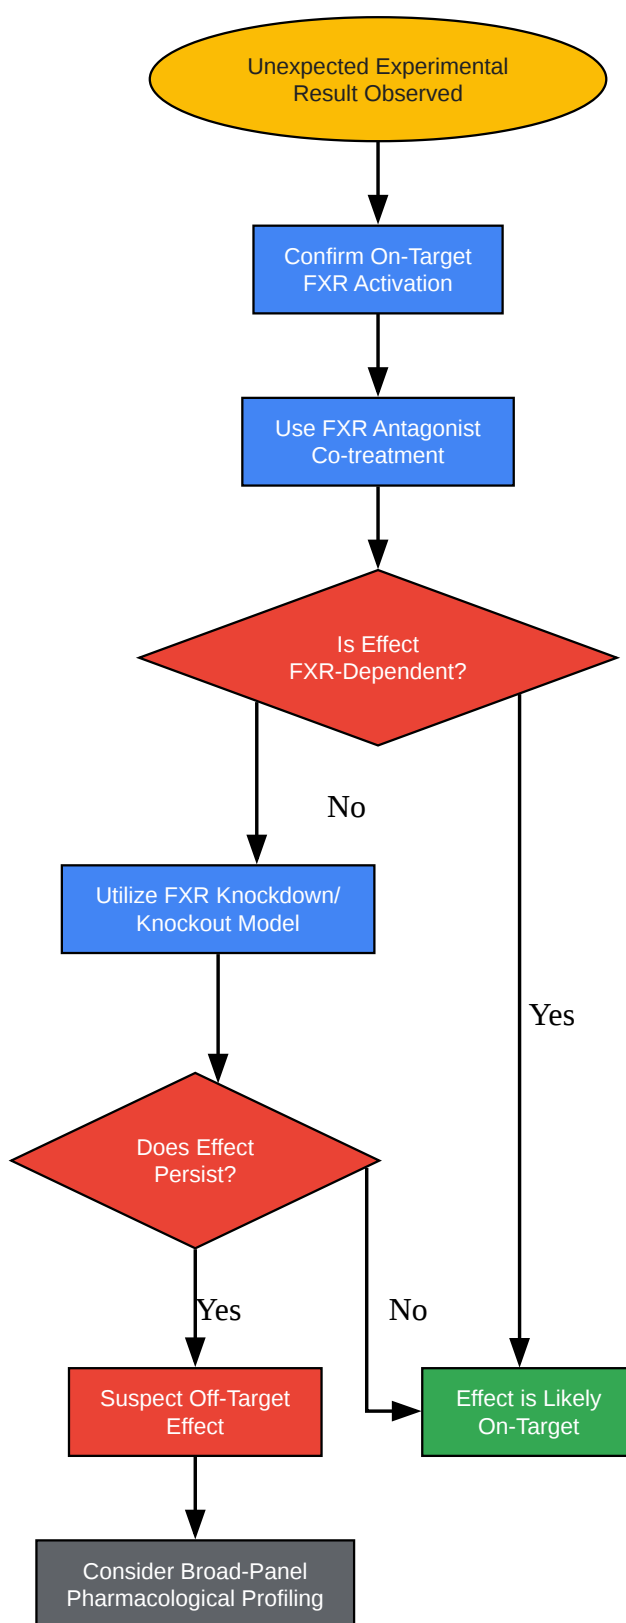 Unexpected Experimental
Result Observed
Confirm On-Target
FXR Activation
Use FXR Antagonist
Co-treatment
Is Effect
FXR-Dependent?
No
Utilize FXR Knockdown/
Knockout Model
Yes
Does Effect
Persist?
Yes
No
Suspect Off-Target
Effect
Effect is Likely
On-Target
Consider Broad-Panel
Pharmacological Profiling